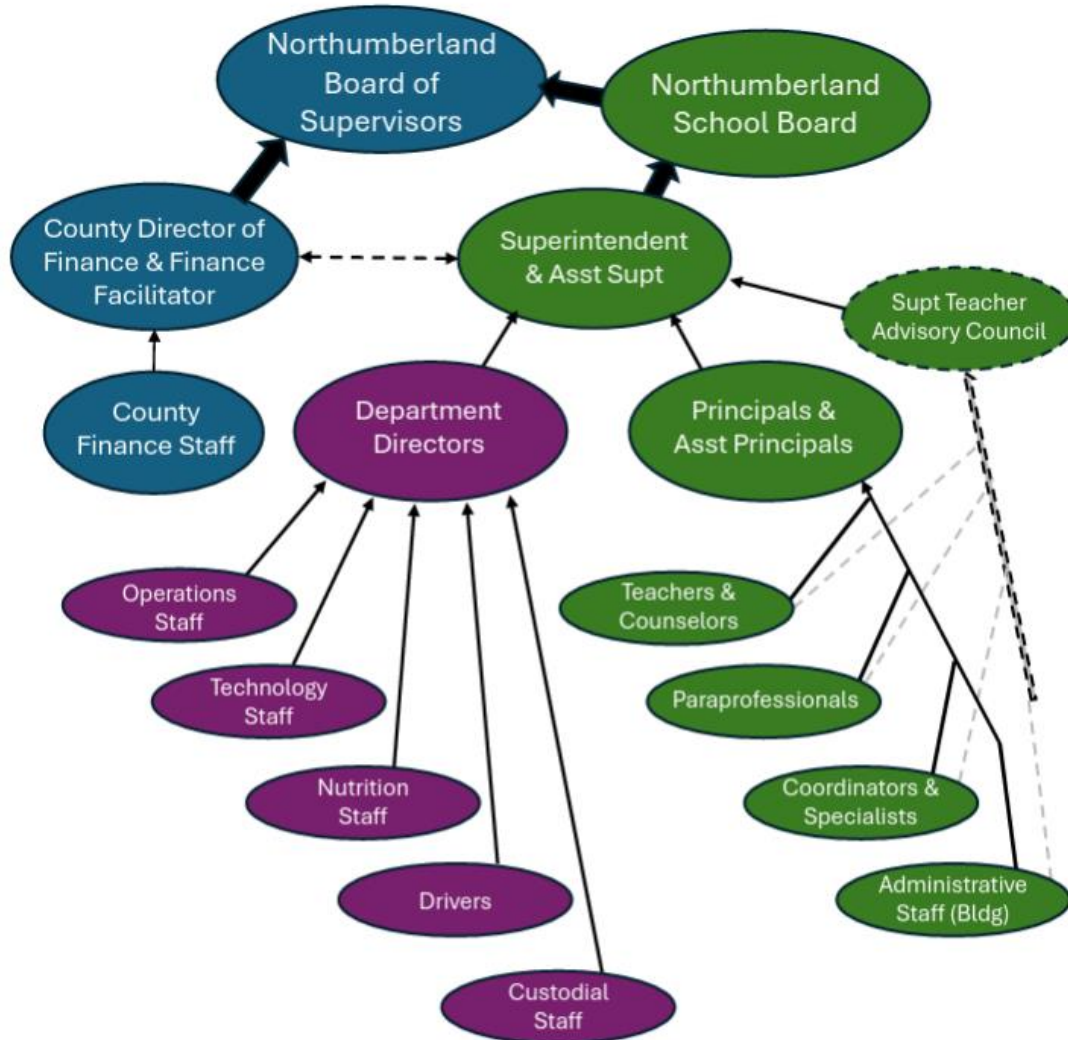 Northumberland
Board of
Supervisors
Northumberland
School Board
County Director of
Finance & Finance
Facilitator
Superintendent
& Asst Supt
Supt Teacher
Advisory Council
County
Finance Staff
Department
Directors
Principals &
Asst Principals
Operations
Staff
Teachers &
Counselors
Technology
Staff
Paraprofessionals
Nutrition
Staff
Coordinators &
Specialists
Drivers
Administrative
Staff (Bldg)
Custodial
Staff